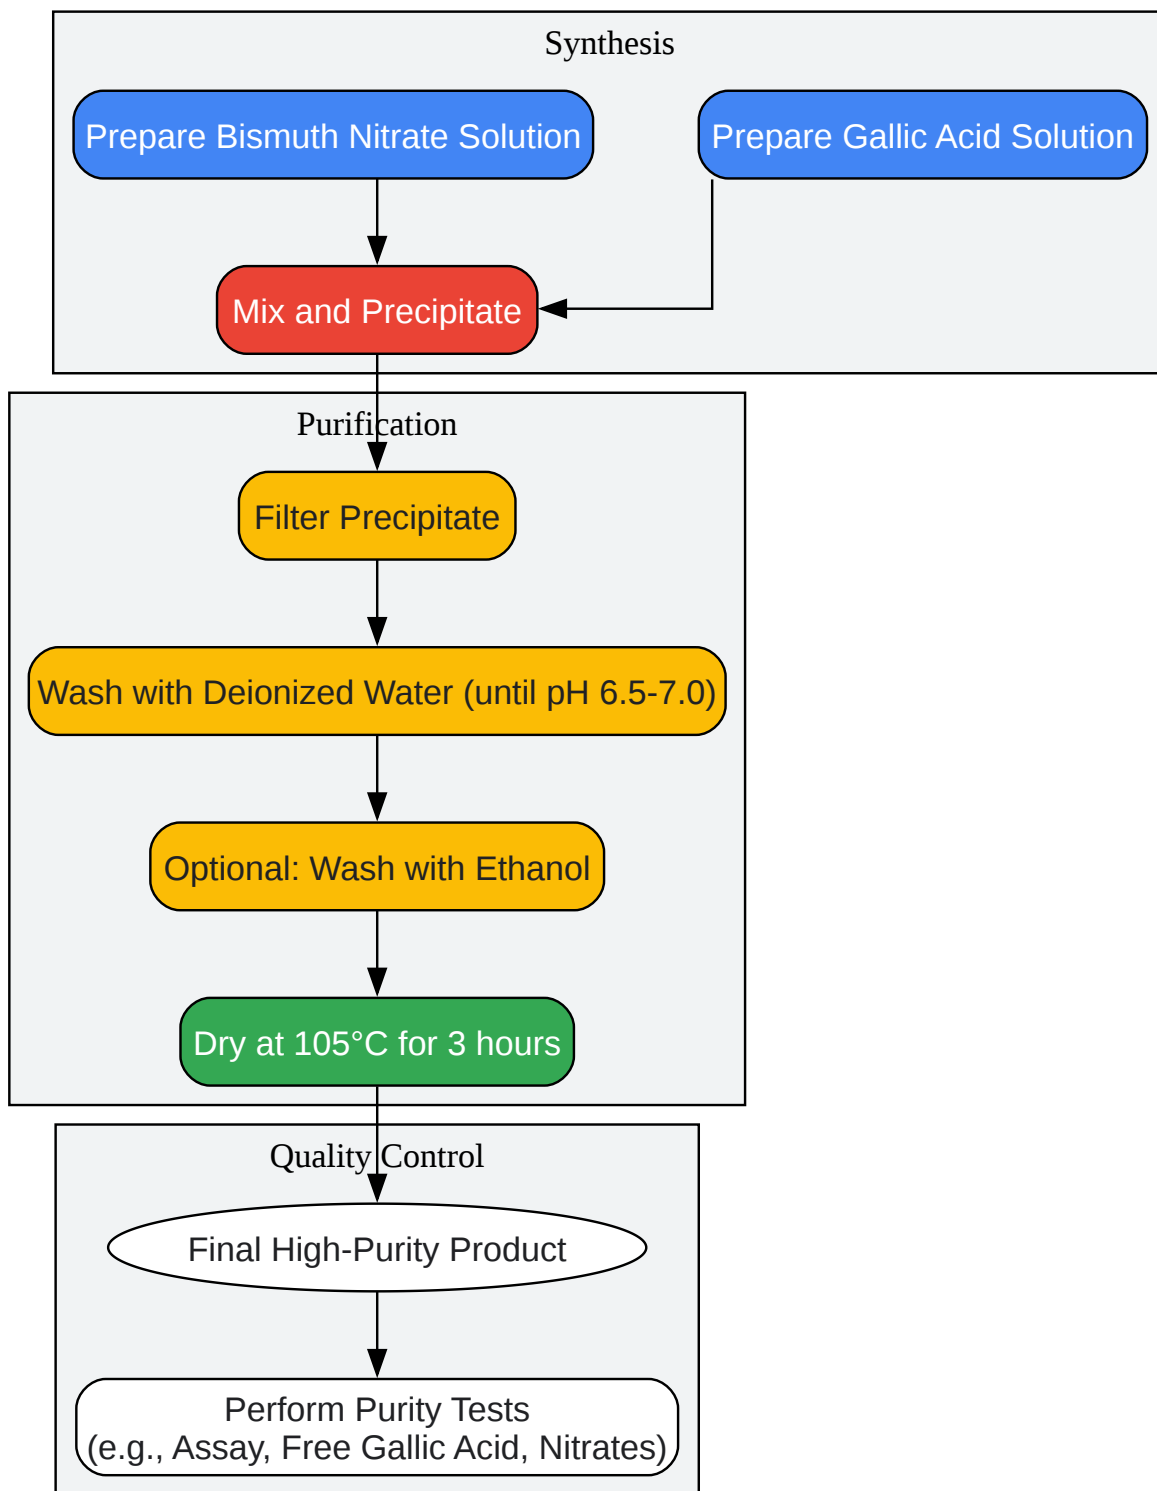 Synthesis
Prepare Bismuth Nitrate Solution
Prepare Gallic Acid Solution
Mix and Precipitate
Purification
Filter Precipitate
Wash with Deionized Water (until pH 6.5-7.0)
Optional: Wash with Ethanol
Dry at 105°C for 3 hours
Quality Control
Final High-Purity Product
Perform Purity Tests
(e.g., Assay, Free Gallic Acid, Nitrates)